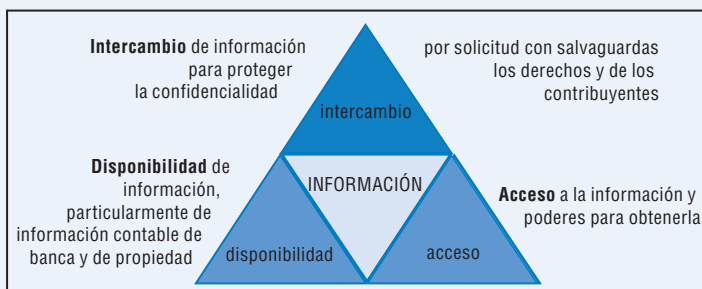 Intercambio de información
para proteger
la confidencialidad
por solicitud con salvaguardas
los derechos y de los
contribuyentes
intercambio
Disponibilidad de
información,
particularmente de
información contable de
banca y de propiedad
INFORMACIÓN
Acceso a la información y
poderes para obtenerla
disponibilidad
acceso